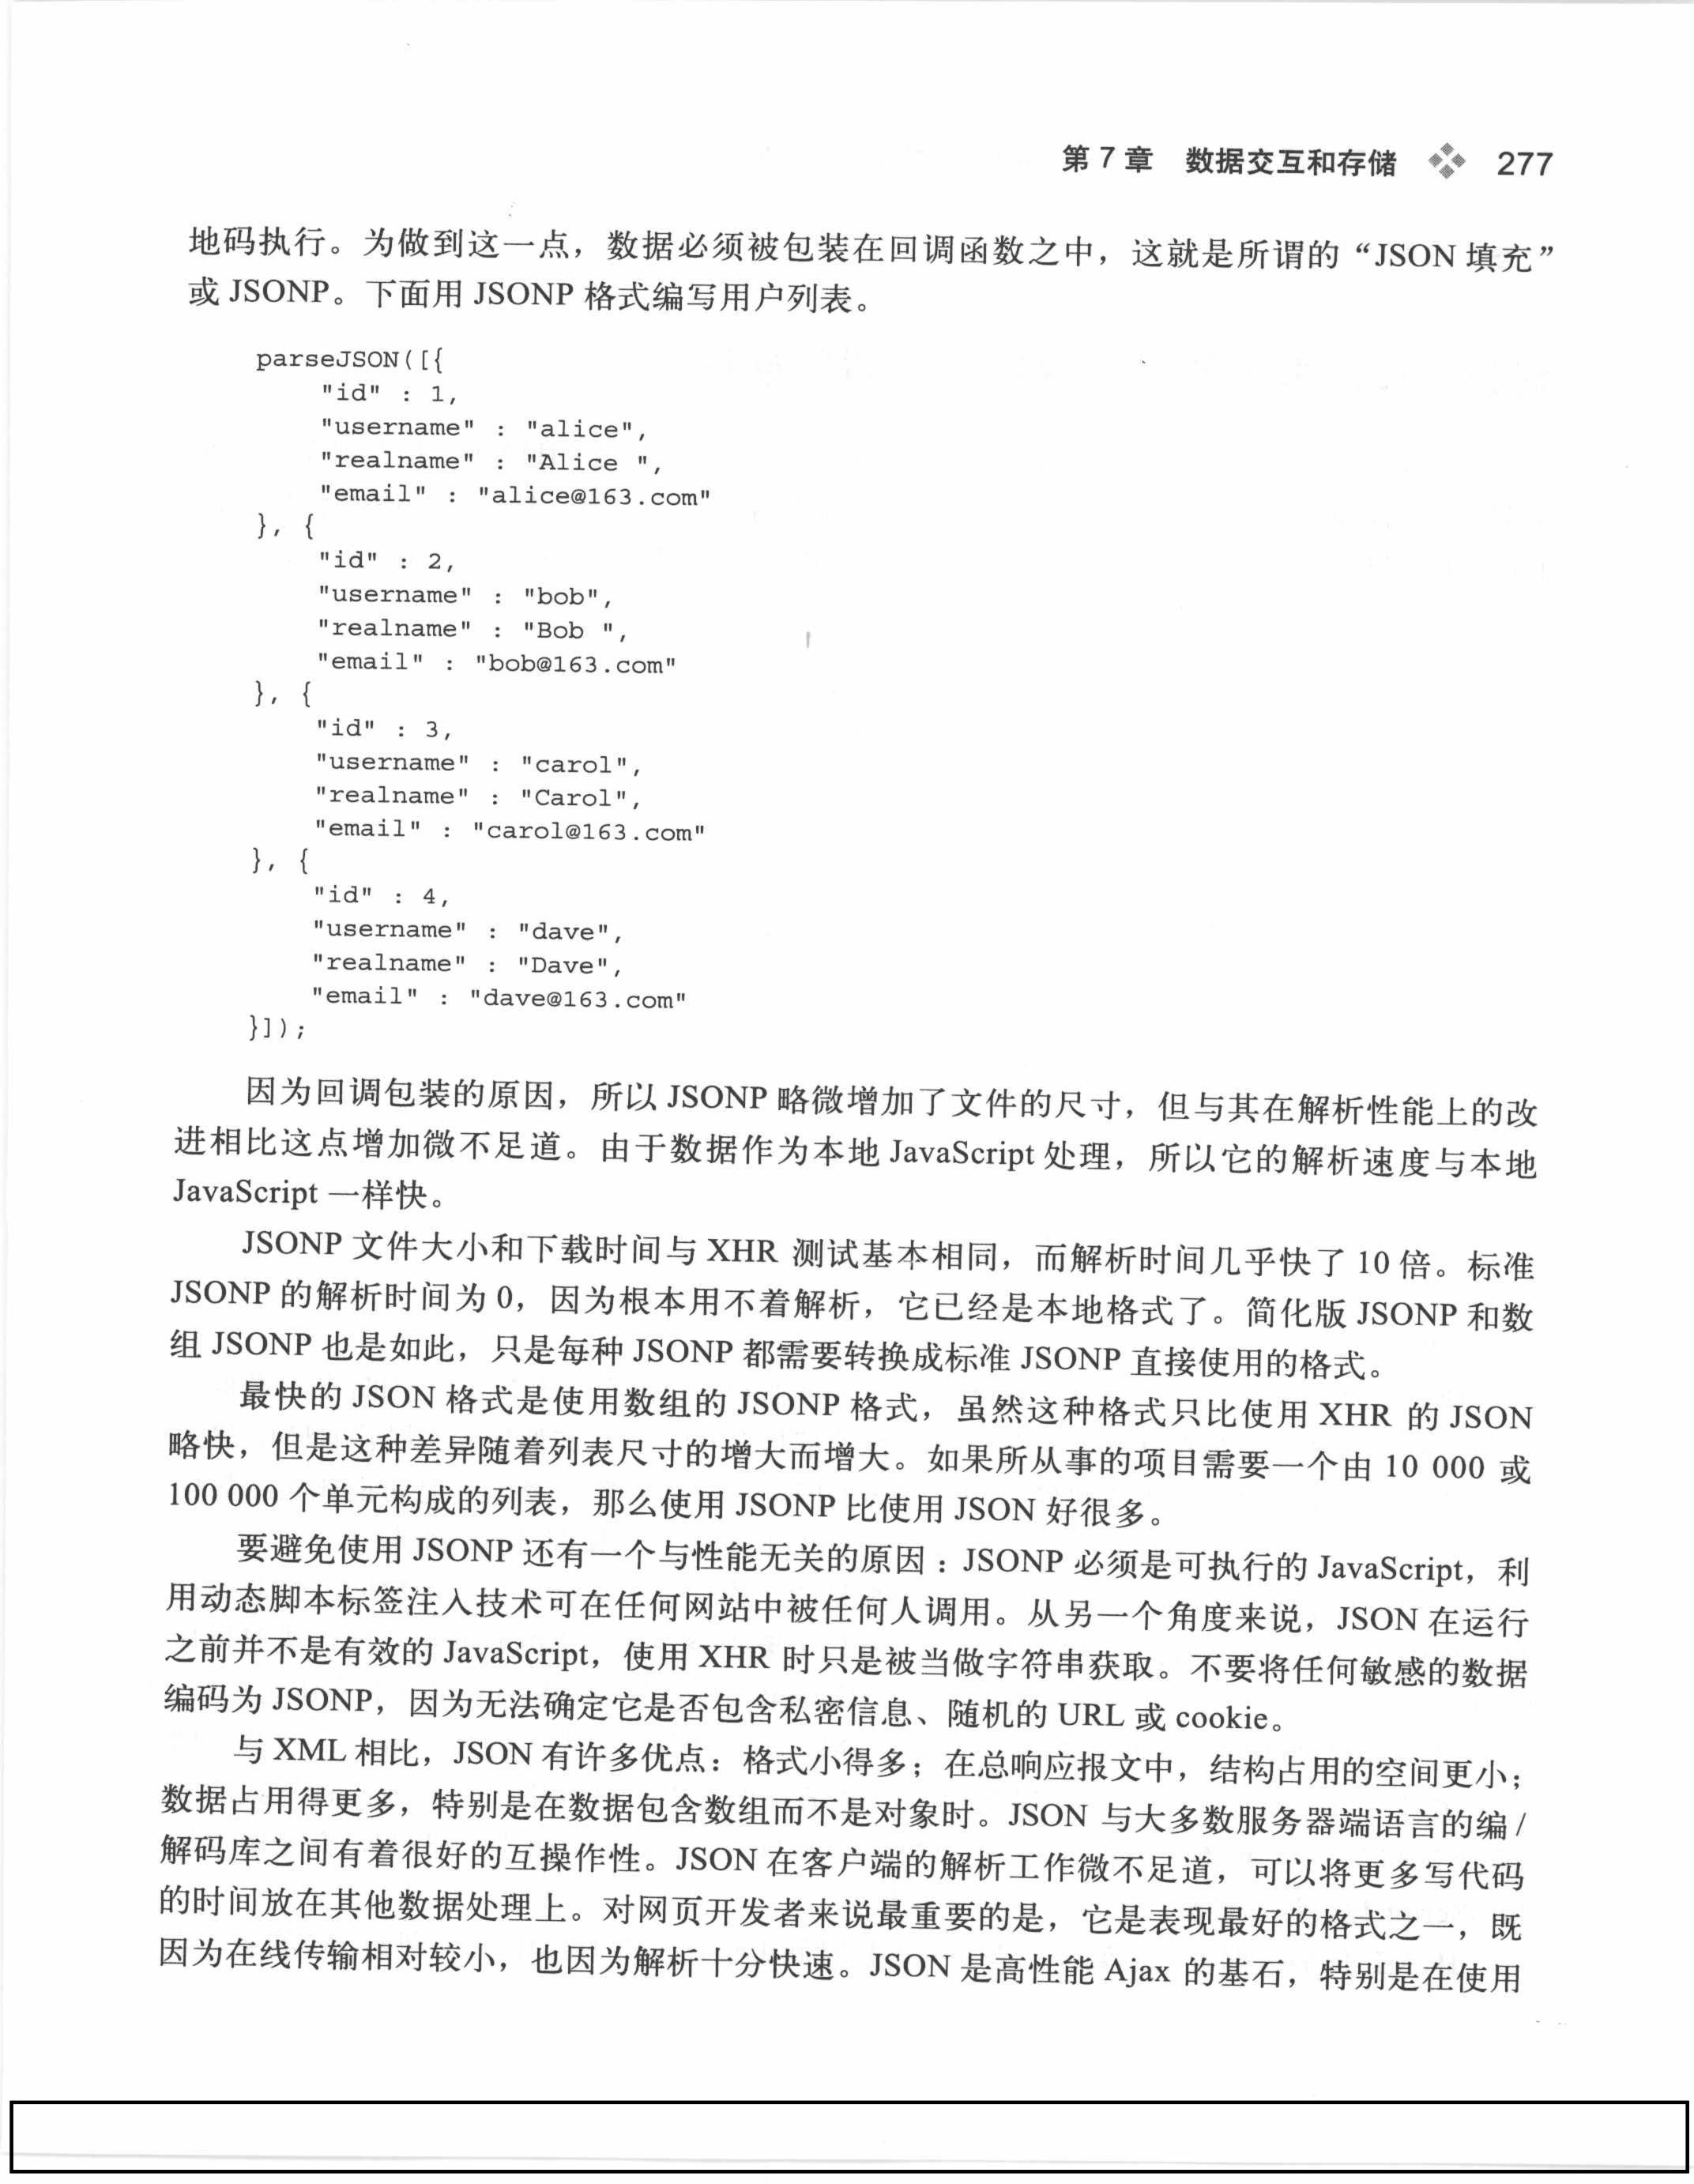 第 7 章　数据交互和存储　277
地码执行。为做到这一点，数据必须被包装在回调函数之中，这就是所谓的“JSON 填充”
或 JSONP。下面用 JSONP 格式编写用户列表。
parseJSON([{
    "id" : 1,
    "username" : "alice",
    "realname" : "Alice ",
    "email" : "alice@163.com"
}, {
    "id" : 2,
    "username" : "bob",
    "realname" : "Bob ",
    "email" : "bob@163.com"
}, {
    "id" : 3,
    "username" : "carol",
    "realname" : "Carol",
    "email" : "carol@163.com"
}, {
    "id" : 4,
    "username" : "dave",
    "realname" : "Dave",
    "email" : "dave@163.com"
}]);
因为回调包装的原因，所以 JSONP 略微增加了文件的尺寸，但与其在解析性能上的改
进相比这点增加微不足道。由于数据作为本地 JavaScript 处理，所以它的解析速度与本地
JavaScript 一样快。
JSONP 文件大小和下载时间与 XHR 测试基本相同，而解析时间几乎快了 10 倍。标准
JSONP 的解析时间为 0，因为根本用不着解析，它已经是本地格式了。简化版 JSONP 和数
组 JSONP 也是如此，只是每种 JSONP 都需要转换成标准 JSONP 直接使用的格式。
最快的 JSON 格式是使用数组的 JSONP 格式，虽然这种格式只比使用 XHR 的 JSON
略快，但是这种差异随着列表尺寸的增大而增大。如果所从事的项目需要一个由 10 000 或
100 000 个单元构成的列表，那么使用 JSONP 比使用 JSON 好很多。
要避免使用 JSONP 还有一个与性能无关的原因：JSONP 必须是可执行的 JavaScript，利
用动态脚本标签注入技术可在任何网站中被任何人调用。从另一个角度来说，JSON 在运行
之前并不是有效的 JavaScript，使用 XHR 时只是被当做字符串获取。不要将任何敏感的数据
编码为 JSONP，因为无法确定它是否包含私密信息、随机的 URL 或 cookie。
与 XML 相比，JSON 有许多优点：格式小得多；在总响应报文中，结构占用的空间更小；
数据占用得更多，特别是在数据包含数组而不是对象时。JSON 与大多数服务器端语言的编 /
解码库之间有着很好的互操作性。JSON 在客户端的解析工作微不足道，可以将更多写代码
的时间放在其他数据处理上。对网页开发者来说最重要的是，它是表现最好的格式之一，既
因为在线传输相对较小，也因为解析十分快速。JSON 是高性能 Ajax 的基石，特别是在使用